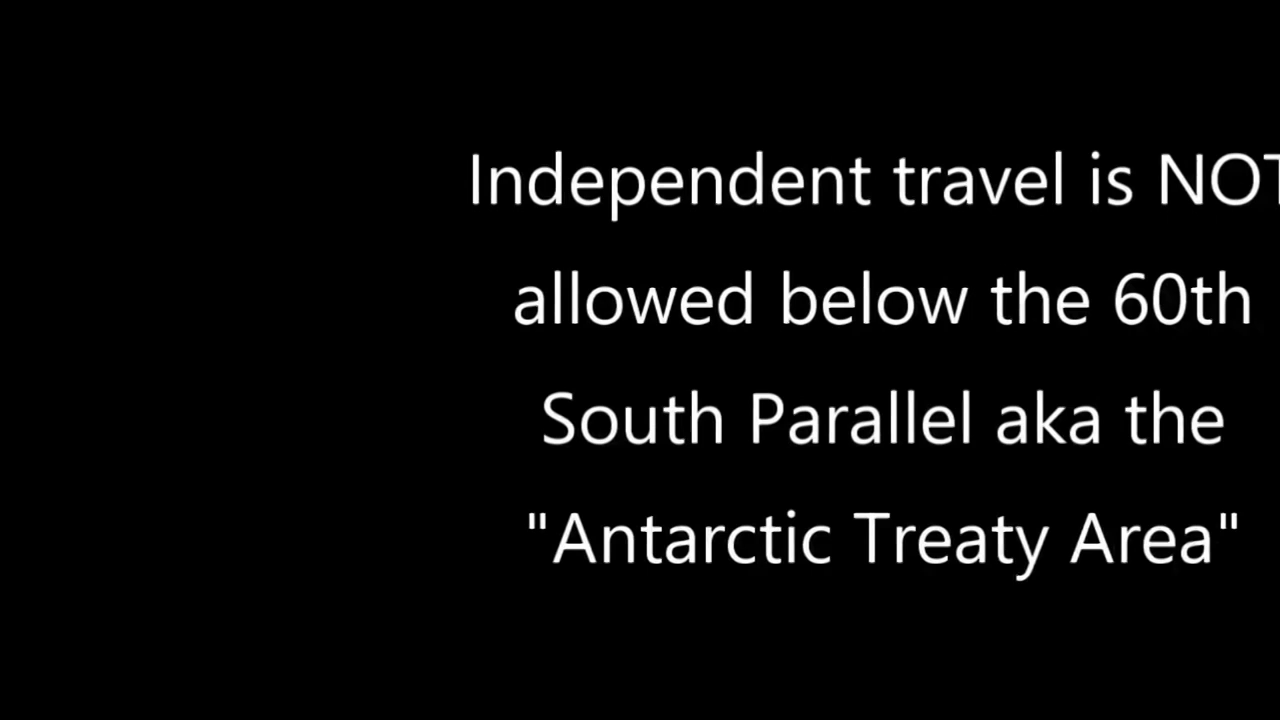 Independent travel is NOT
allowed below the 60th
South Parallel aka the
"Antarctic Treaty Area"